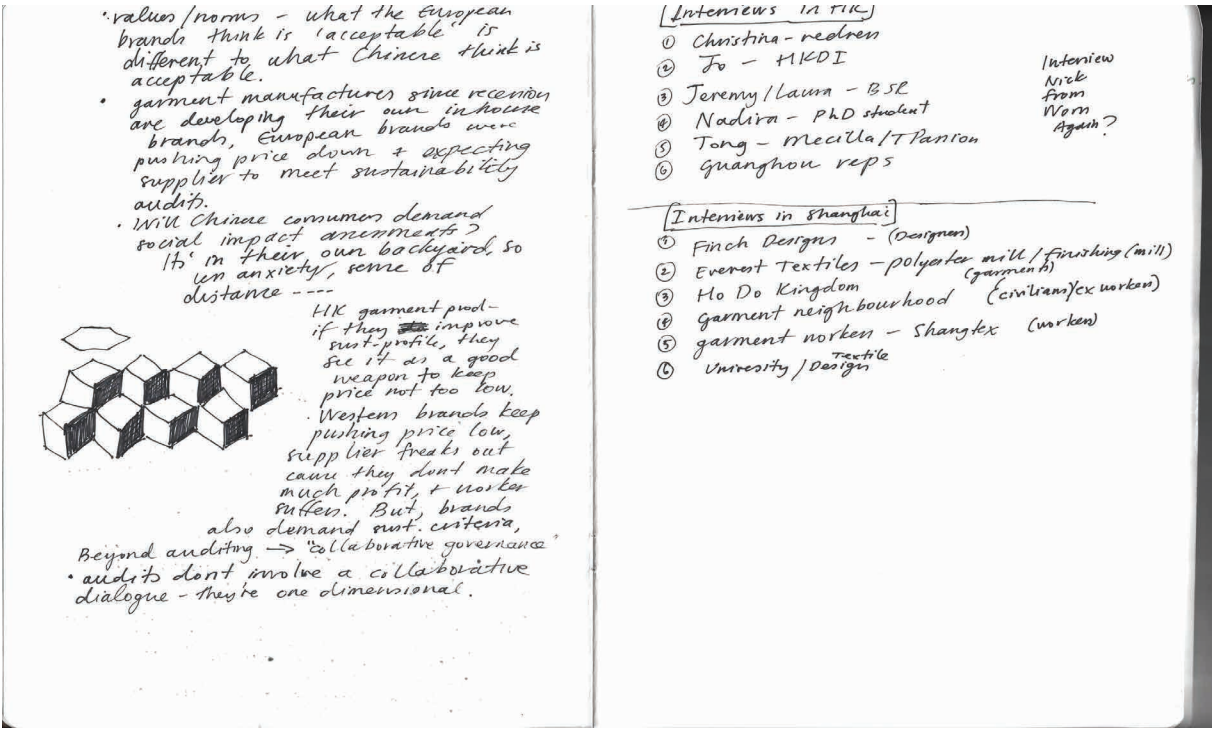 • values/norms - what the European
brands think is 'acceptable' is
different to what Chinese think is
acceptable.
• garment manufactures since recession
are developing their own inhouse
brands, European brands were
pushing price down + expecting
supplier to meet sustainability
audits.
• Will Chinese consumers demand
social impact assessments?
Its' in their own backyard, so
anxiety, sense of
distance ----
HK garment prod-
if they improve
sust-profile, they
see it as a good
weapon to keep
price not too low.
. Western brands keep
pushing price low,
supplier freaks out
cause they dont make
much profit, + worker
suffers. But, brands
also demand sust. criteria,
Beyond auditing → "collaborative governance"
• audits dont involve a collaborative
dialogue - they're one dimensional.
[Interviews in HK]
① Christina - redress
② Jo - HKDI
③ Jeremy/Laura - BSR
④ Nadira - PhD student
⑤ Tong - Mecilla/TPanion
⑥ Guanghou reps
Interview
Nick
from
Worn
Again?
[Interviews in Shanghai]
① Finch Designs - (Designers)
② Everest Textiles - polyester mill / finishing (mill)
③ Ho Do Kingdom (garments)
④ garment neighbourhood (civilians/ex workers)
⑤ garment workers - Shangtex (workers)
⑥ University / Textile Design